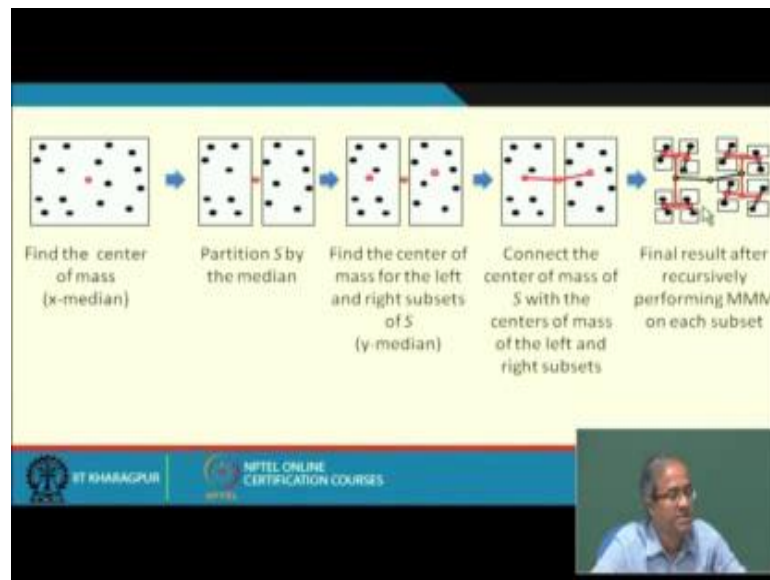 Find the center
of mass
(x-median)
Partition S by
the median
Find the center of
mass for the left
and right subsets
of S
(y-median)
Connect the
center of mass of
S with the
centers of mass
of the left and
right subsets
Final result after
recursively
performing MMM
on each subset
IIT KHARAGPUR
NPTEL ONLINE
CERTIFICATION COURSES
NPTEL